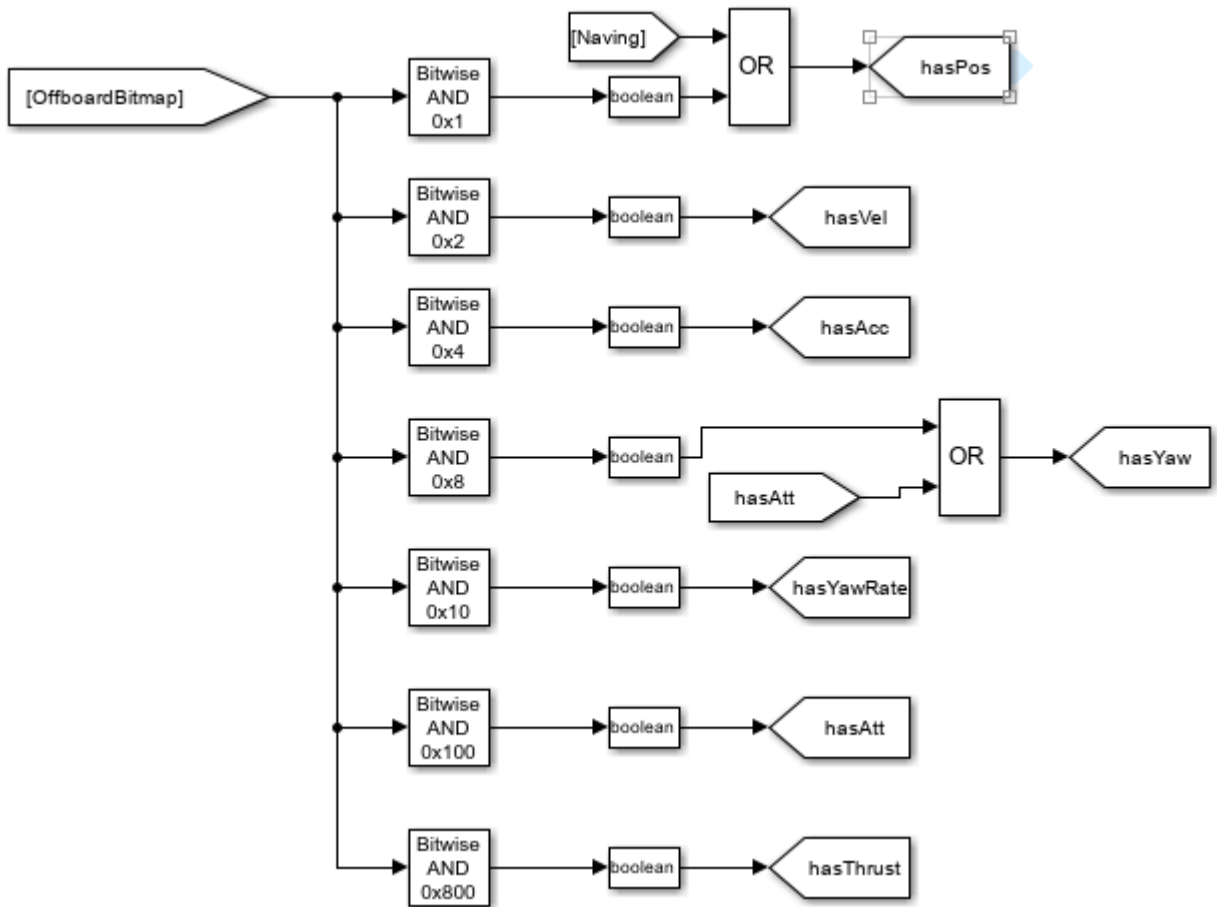 [Naving]
OR
hasPos
[OffboardBitmap]
Bitwise
AND
0x1
boolean
Bitwise
AND
0x2
boolean
hasVel
Bitwise
AND
0x4
boolean
hasAcc
Bitwise
AND
0x8
boolean
hasAtt
OR
hasYaw
Bitwise
AND
0x10
boolean
hasYawRate
Bitwise
AND
0x100
boolean
hasAtt
Bitwise
AND
0x800
boolean
hasThrust